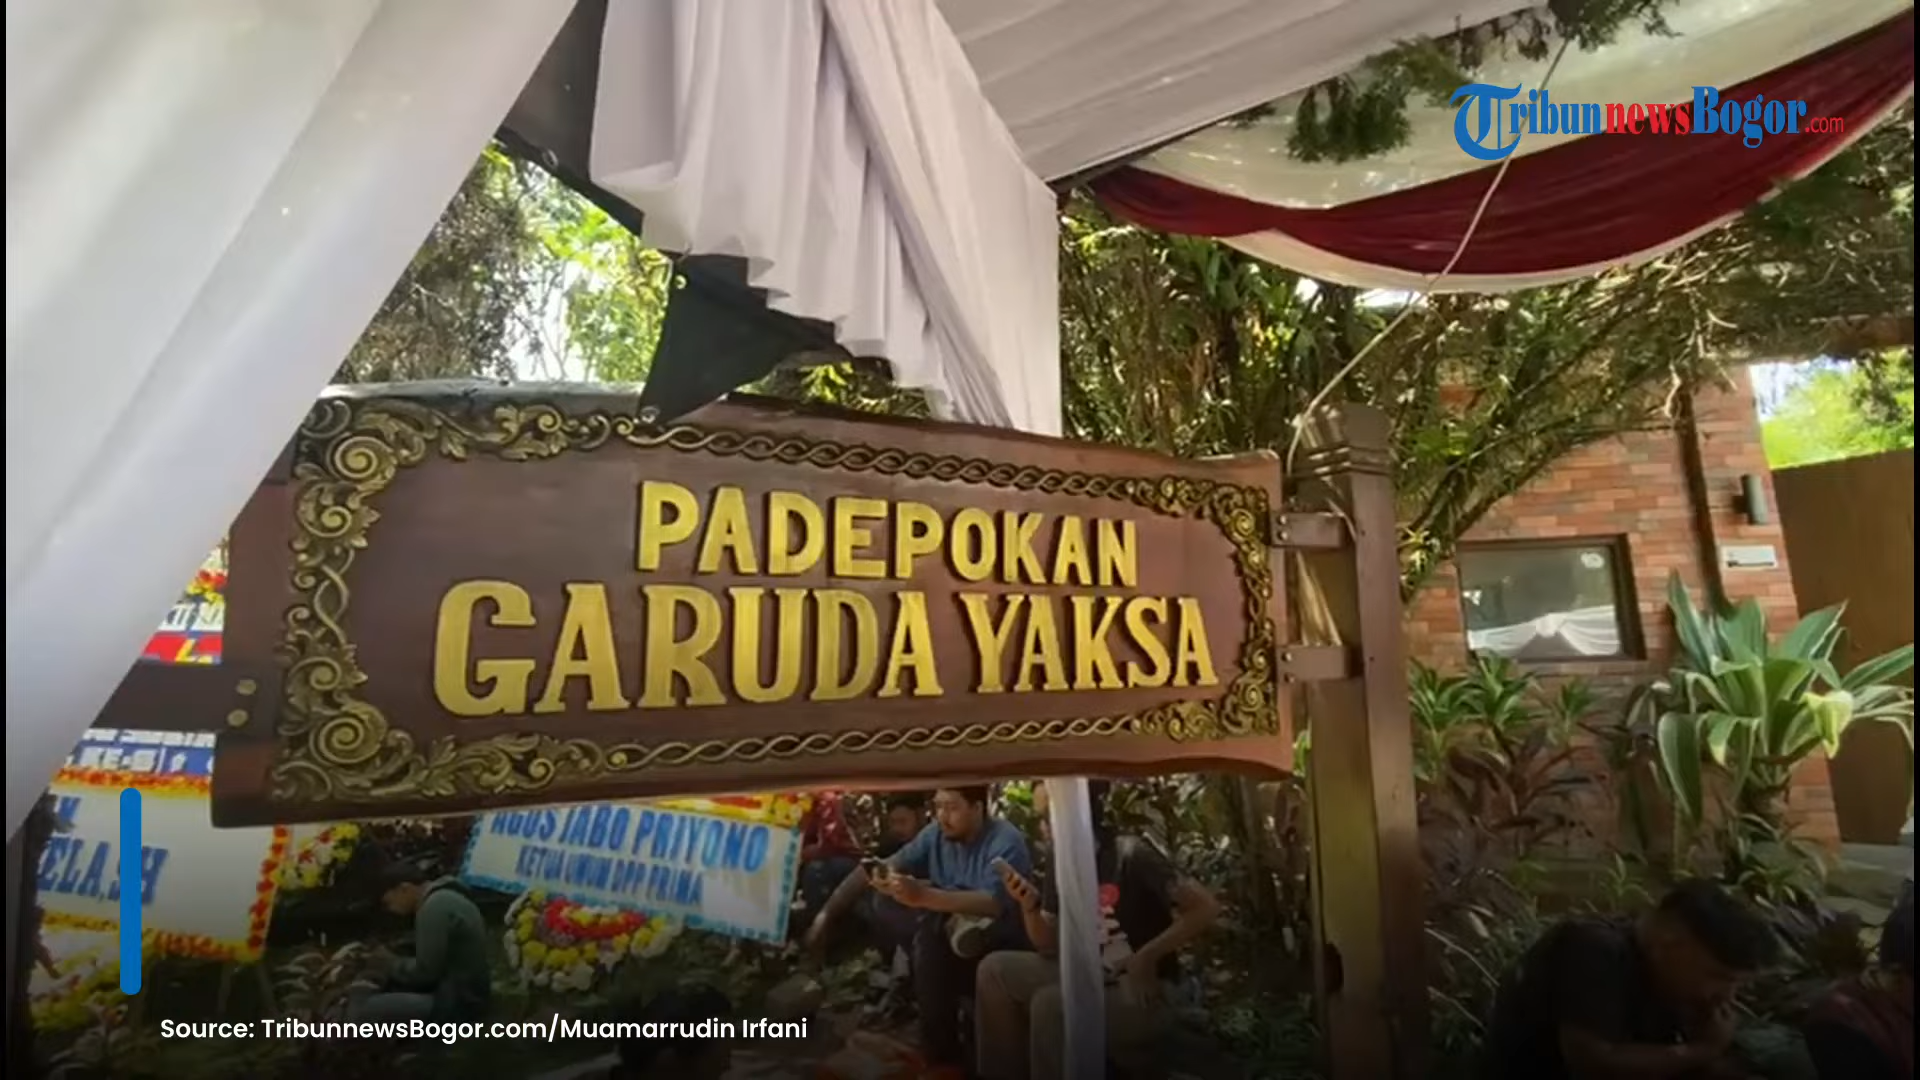 TribunnewsBogor.com
PADEPOKAN
GARUDA YAKSA
AGUS JABO PRIYONO
KETUA UMUM DPP PRIMA
Source: TribunnewsBogor.com/Muamarrudin Irfani